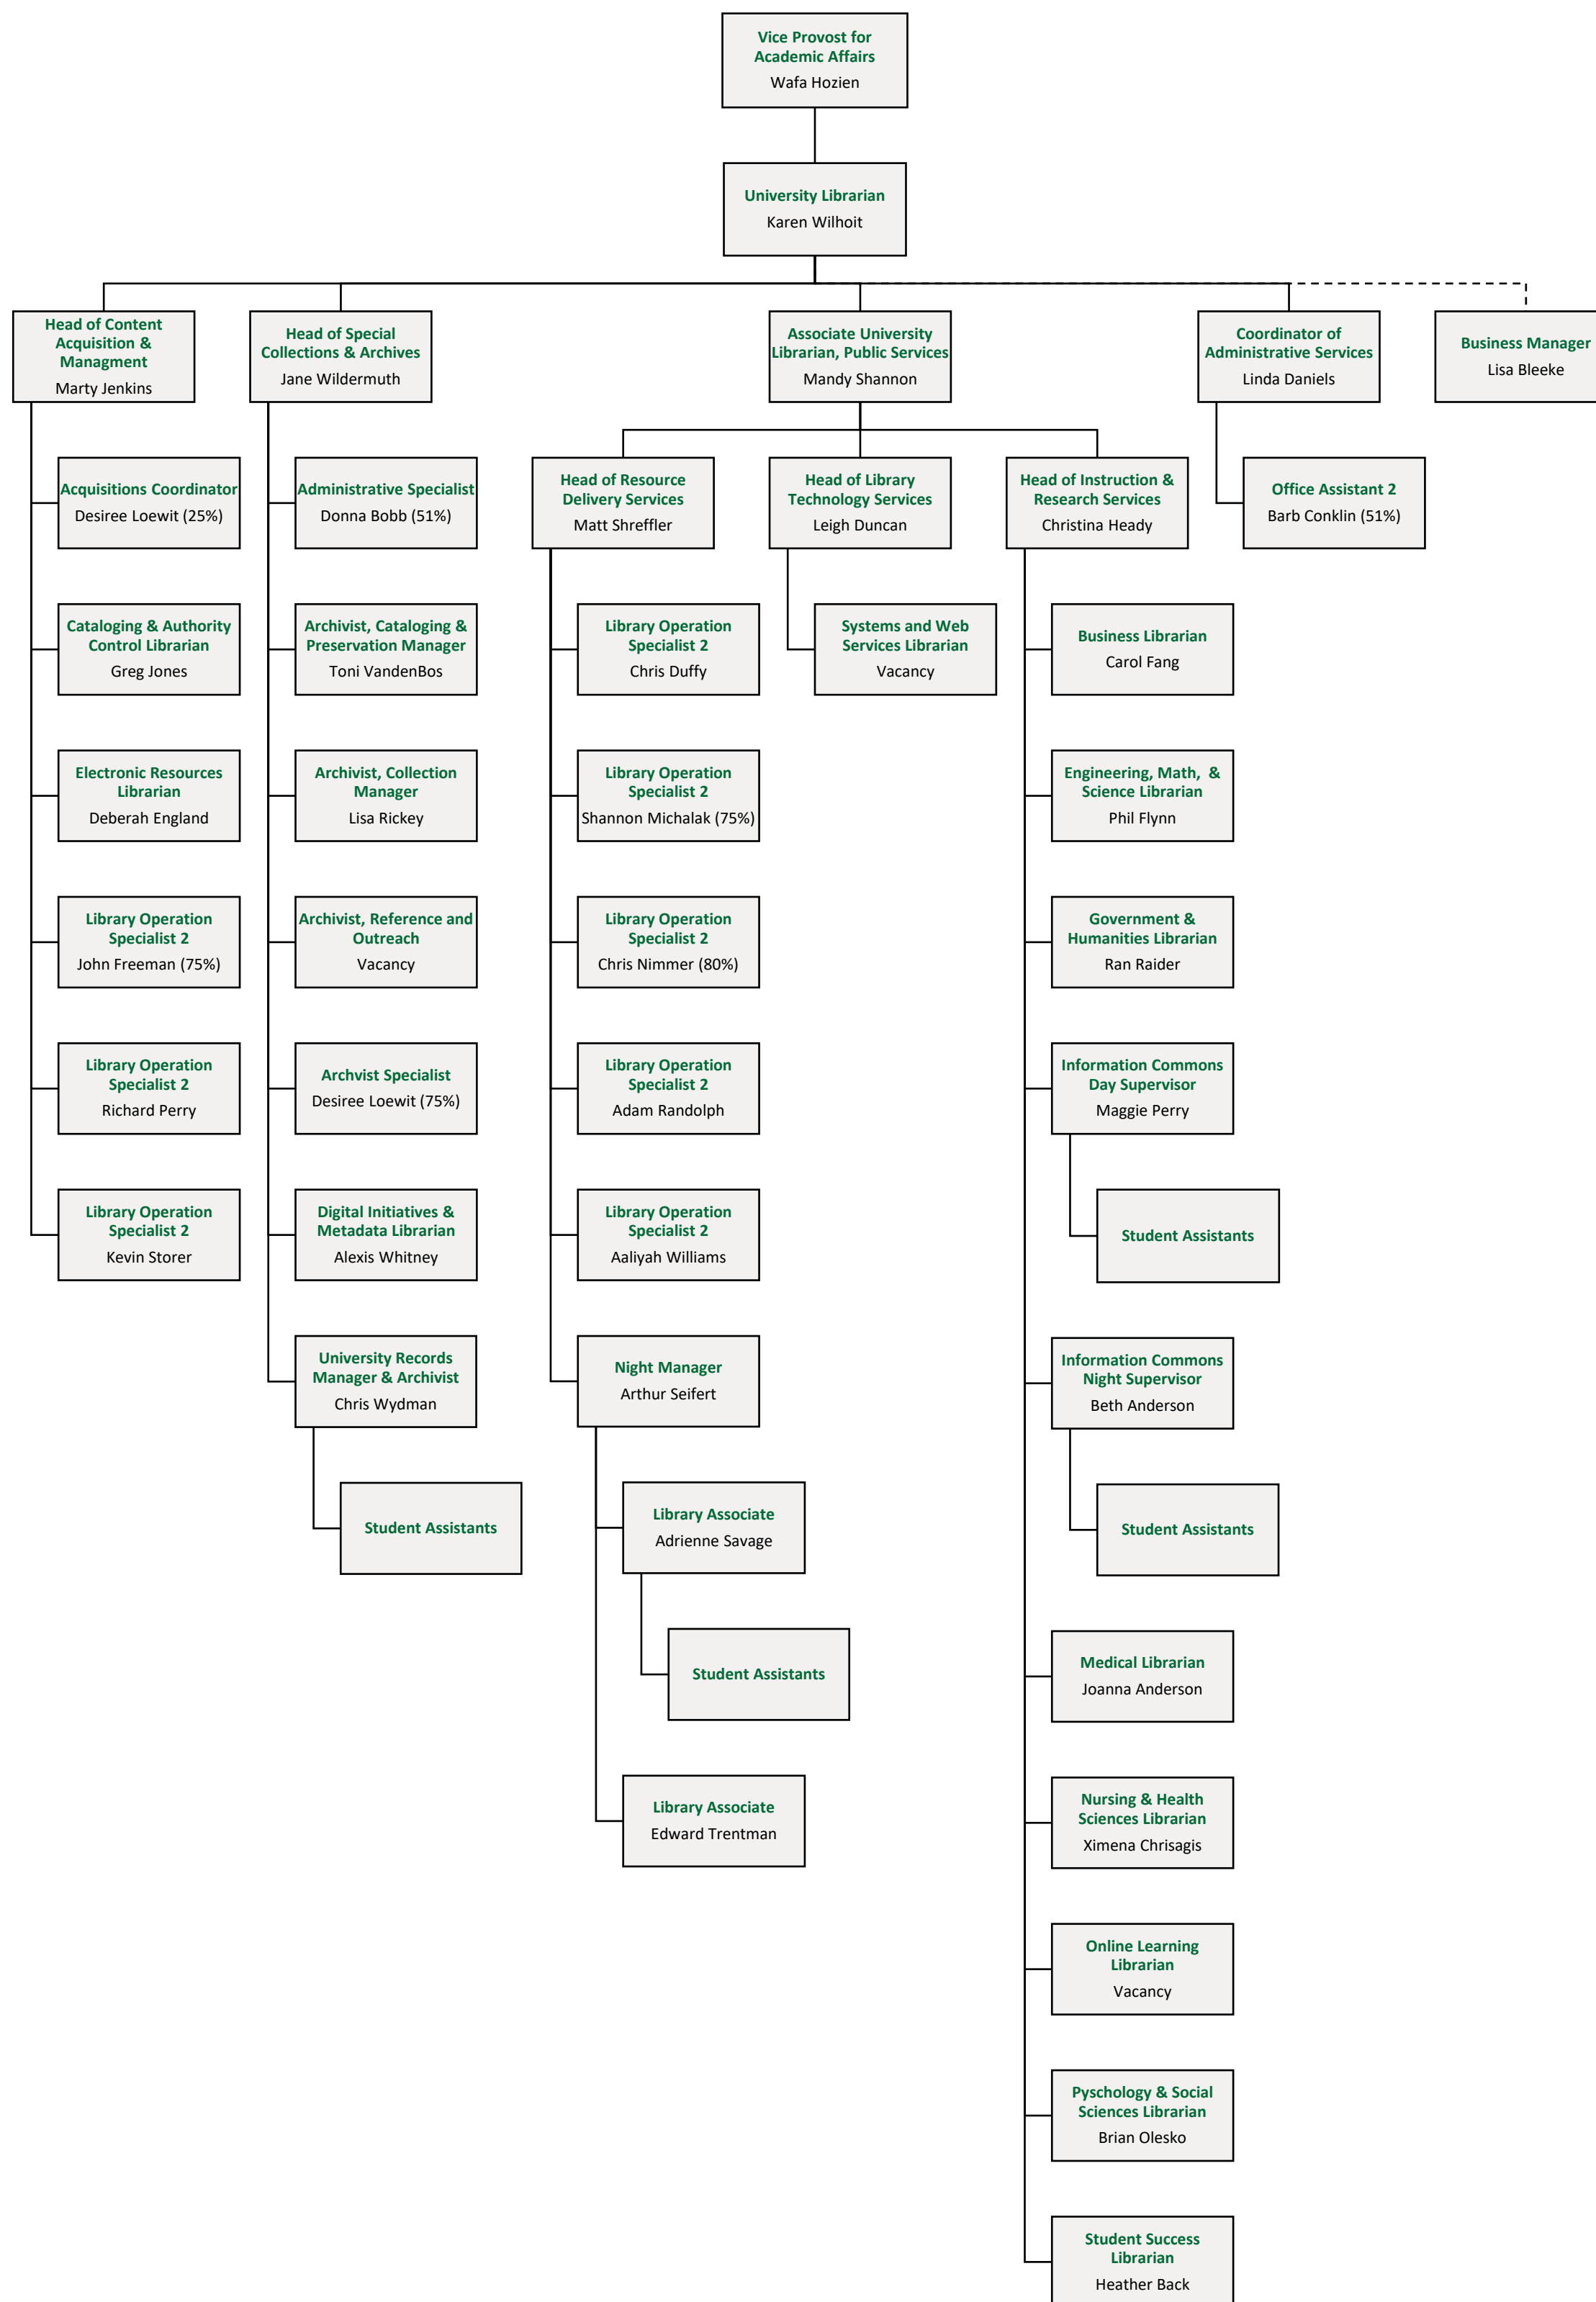 Vice Provost for
Academic Affairs
Wafa Hozien
University Librarian
Karen Wilhoit
Head of Content
Acquisition &
Managment
Marty Jenkins
Head of Special
Collections & Archives
Jane Wildermuth
Associate University
Librarian, Public Services
Mandy Shannon
Coordinator of
Administrative Services
Linda Daniels
Business Manager
Lisa Bleeke
Acquisitions Coordinator
Desiree Loewit (25%)
Cataloging & Authority
Control Librarian
Greg Jones
Electronic Resources
Librarian
Deberah England
Library Operation
Specialist 2
John Freeman (75%)
Library Operation
Specialist 2
Richard Perry
Library Operation
Specialist 2
Kevin Storer
Administrative Specialist
Donna Bobb (51%)
Archivist, Cataloging &
Preservation Manager
Toni VandenBos
Archivist, Collection
Manager
Lisa Rickey
Archivist, Reference and
Outreach
Vacancy
Archvist Specialist
Desiree Loewit (75%)
Digital Initiatives &
Metadata Librarian
Alexis Whitney
University Records
Manager & Archivist
Chris Wydman
Student Assistants
Head of Resource
Delivery Services
Matt Shreffler
Library Operation
Specialist 2
Chris Duffy
Library Operation
Specialist 2
Shannon Michalak (75%)
Library Operation
Specialist 2
Chris Nimmer (80%)
Library Operation
Specialist 2
Adam Randolph
Library Operation
Specialist 2
Aaliyah Williams
Night Manager
Arthur Seifert
Library Associate
Adrienne Savage
Student Assistants
Library Associate
Edward Trentman
Head of Library
Technology Services
Leigh Duncan
Systems and Web
Services Librarian
Vacancy
Head of Instruction &
Research Services
Christina Heady
Business Librarian
Carol Fang
Engineering, Math,  &
Science Librarian
Phil Flynn
Government &
Humanities Librarian
Ran Raider
Information Commons
Day Supervisor
Maggie Perry
Student Assistants
Information Commons
Night Supervisor
Beth Anderson
Student Assistants
Medical Librarian
Joanna Anderson
Nursing & Health
Sciences Librarian
Ximena Chrisagis
Online Learning
Librarian
Vacancy
Pyschology & Social
Sciences Librarian
Brian Olesko
Student Success
Librarian
Heather Back
Office Assistant 2
Barb Conklin (51%)